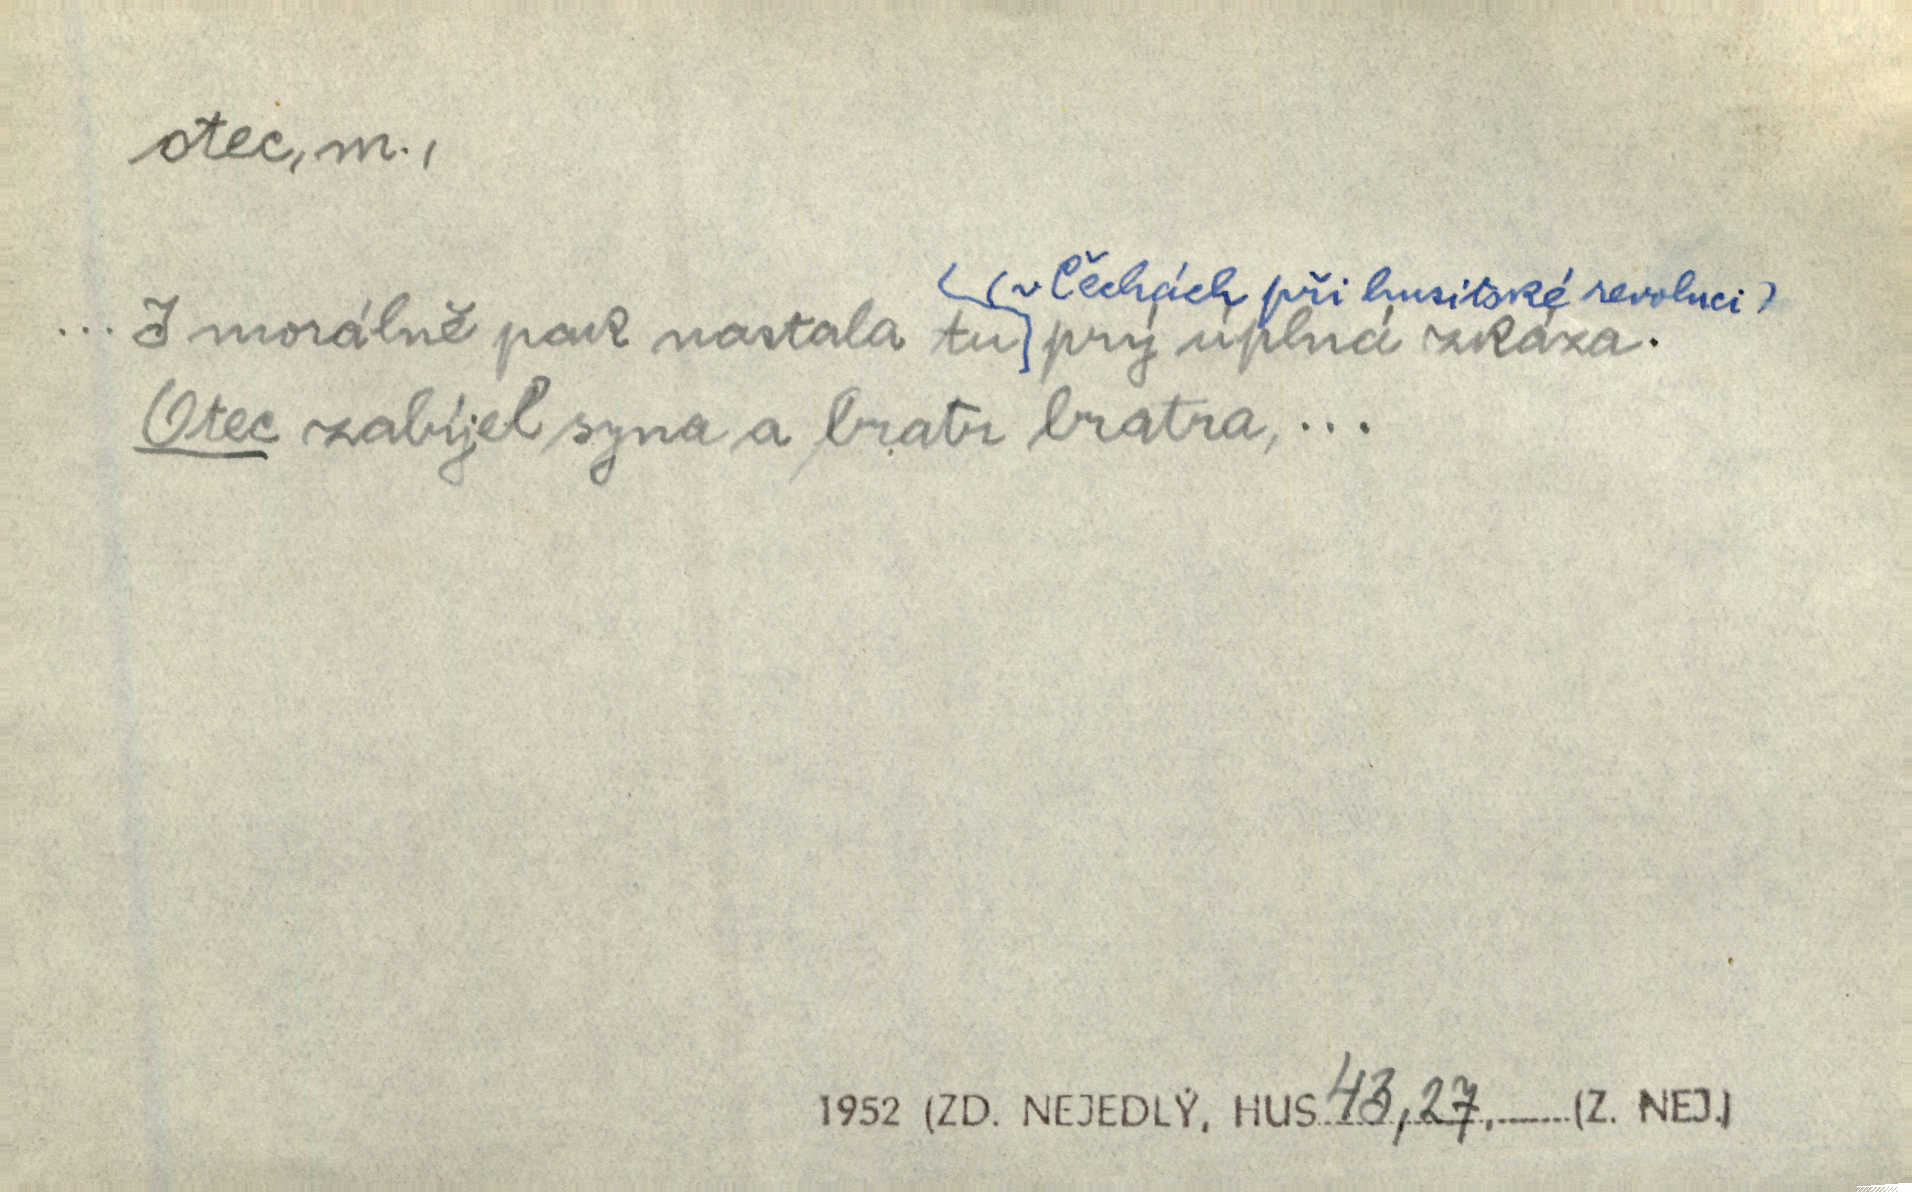 otec, m.,
(v Čechách při husitské revoluci)
... I morálně pak nastala tu prý úplná zkáza.
Otec zabíjel syna a bratr bratra, ...
1952 (ZD. NEJEDLÝ, HUS 43, 27, (Z. NEJ.)